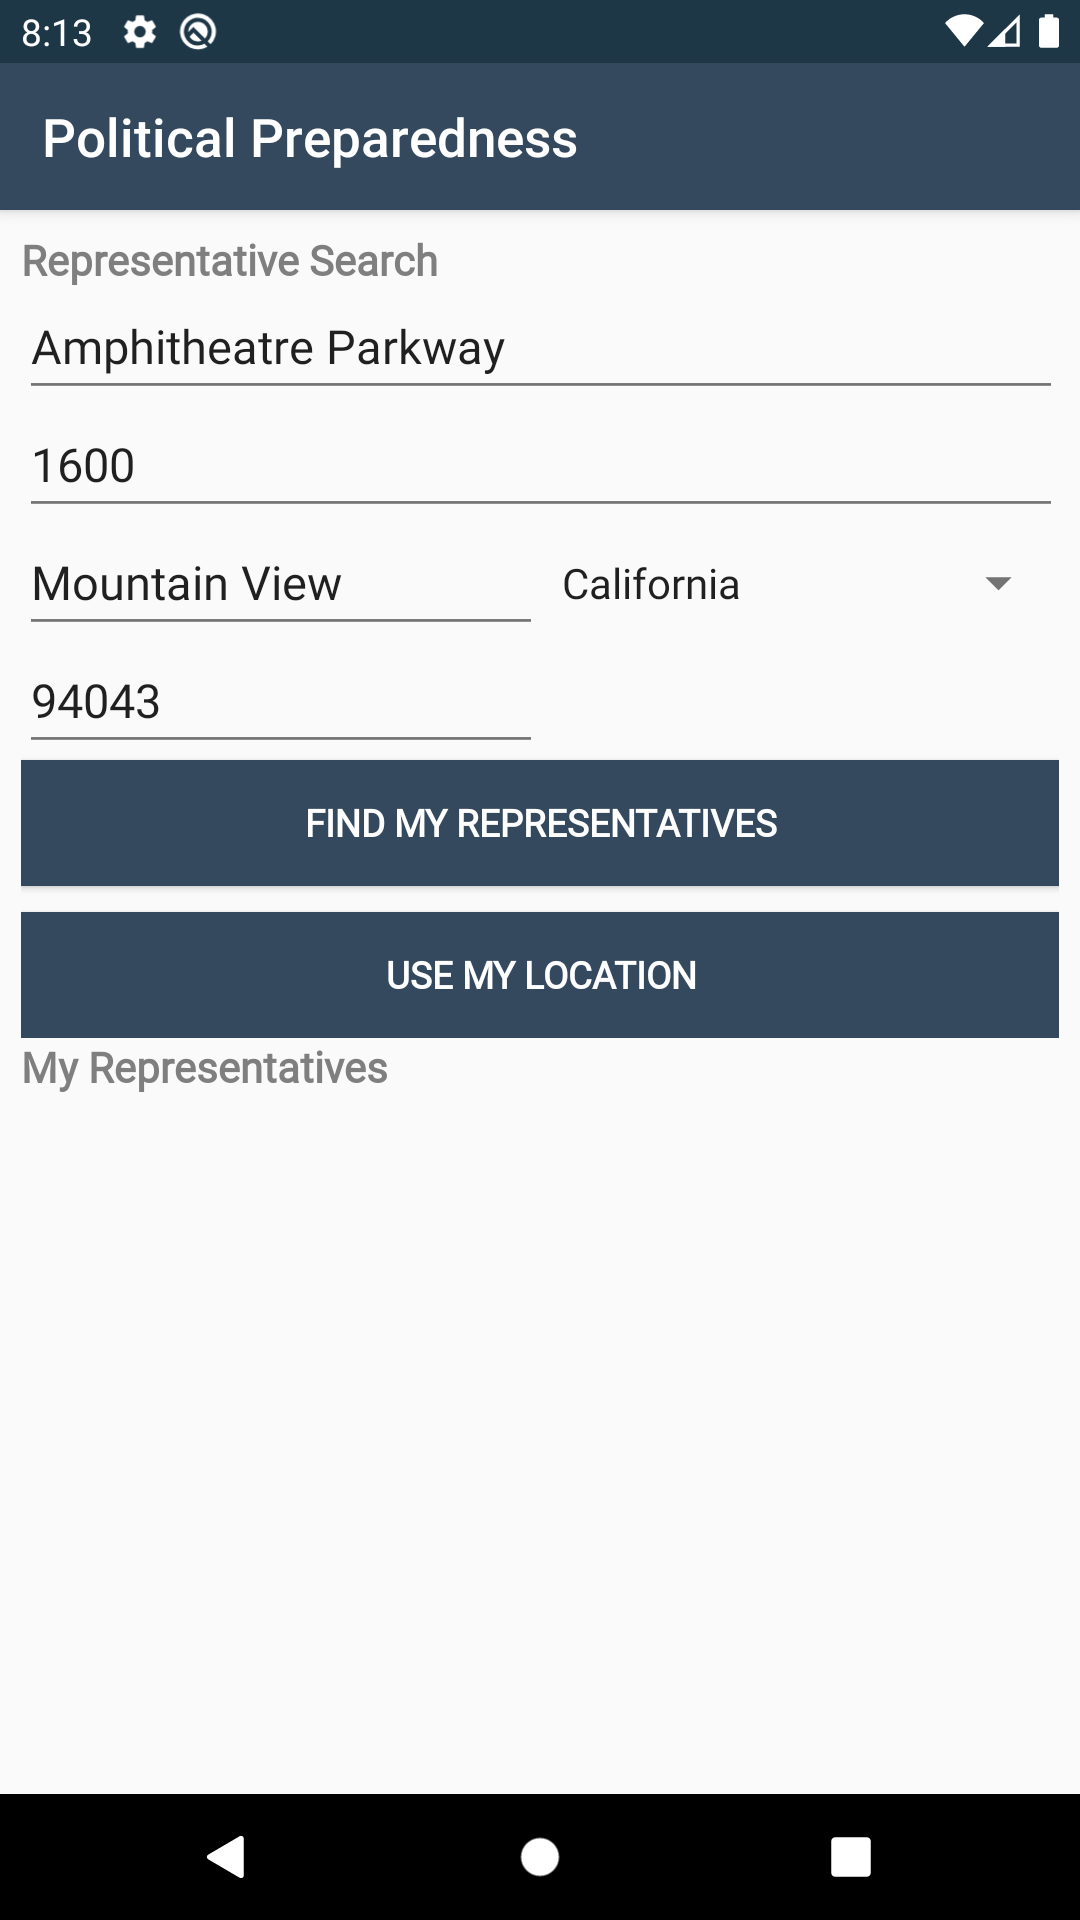 8:13
Political Preparedness
Representative Search
Amphitheatre Parkway
1600
Mountain View California
94043
FIND MY REPRESENTATIVES
USE MY LOCATION
My Representatives